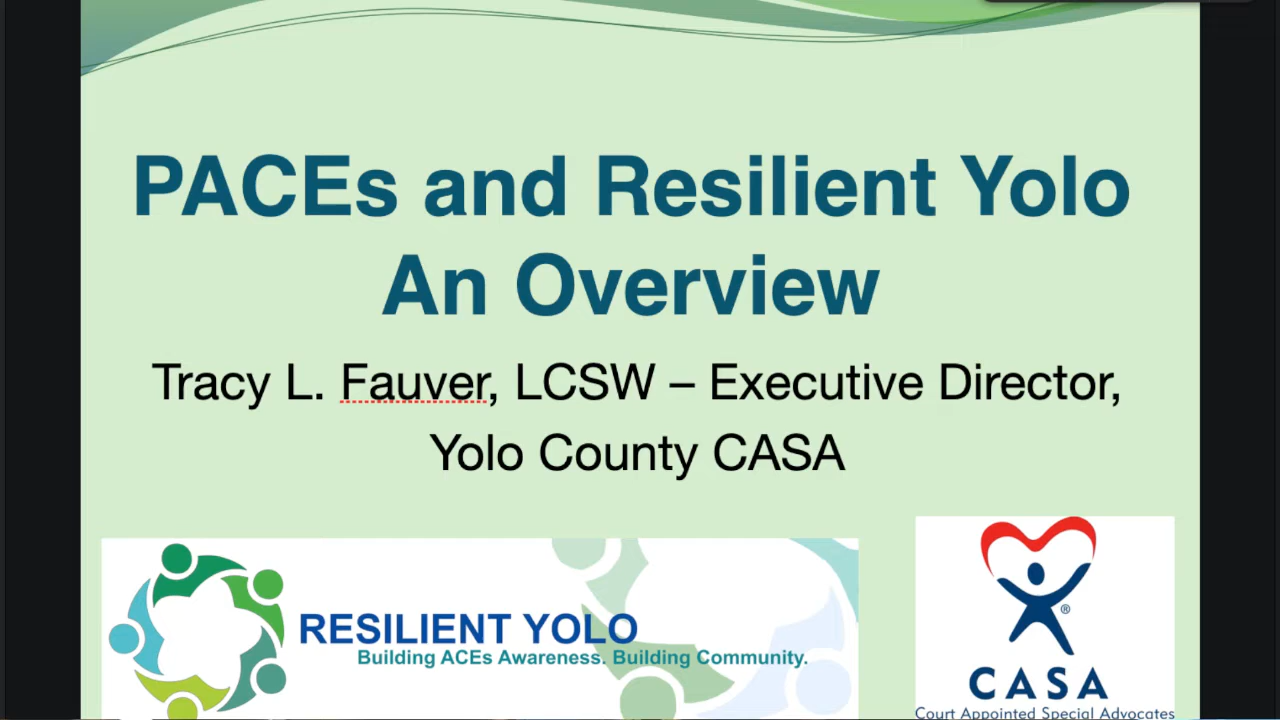 PACEs and Resilient Yolo
An Overview
Tracy L. Fauver, LCSW – Executive Director,
Yolo County CASA
RESILIENT YOLO
Building ACEs Awareness. Building Community.
®
CASA
Court Appointed Special Advocates